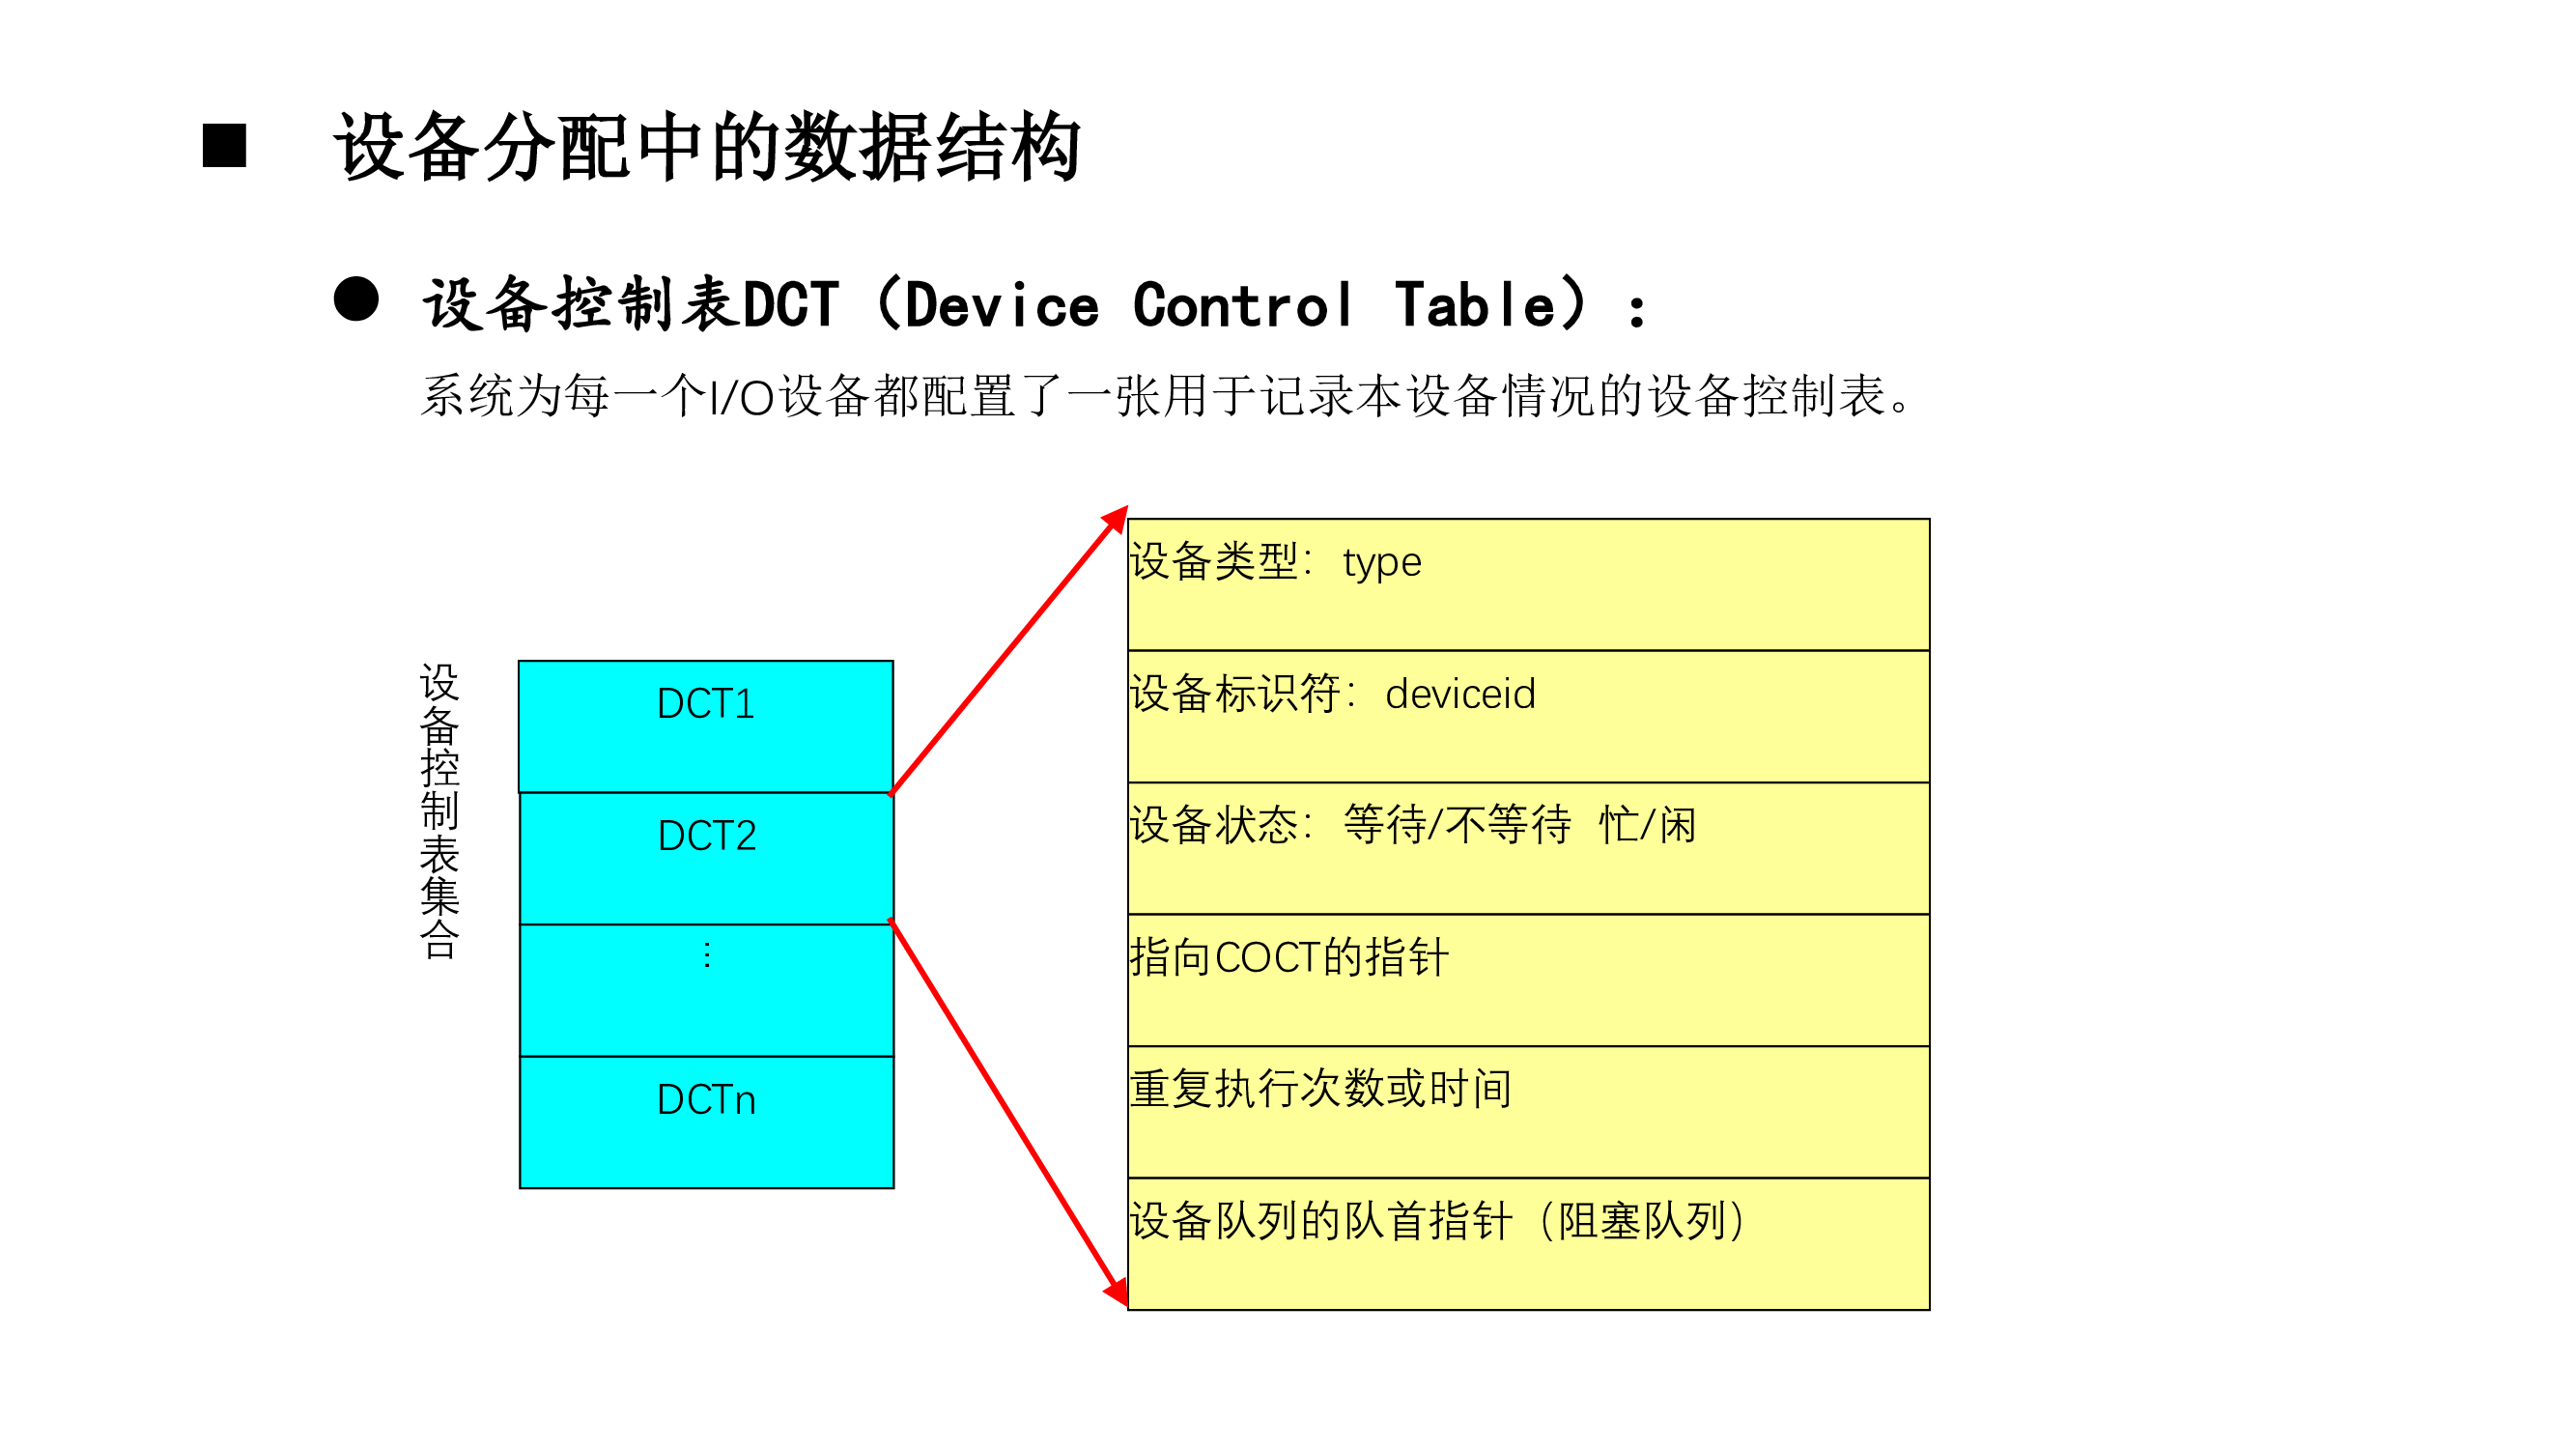 设备分配中的数据结构
设备控制表DCT（Device Control Table）：
系统为每一个I/O设备都配置了一张用于记录本设备情况的设备控制表。
设备控制表集合
DCT1
DCT2
⋮
DCTn
设备类型：type
设备标识符：deviceid
设备状态：等待/不等待 忙/闲
指向COCT的指针
重复执行次数或时间
设备队列的队首指针（阻塞队列）